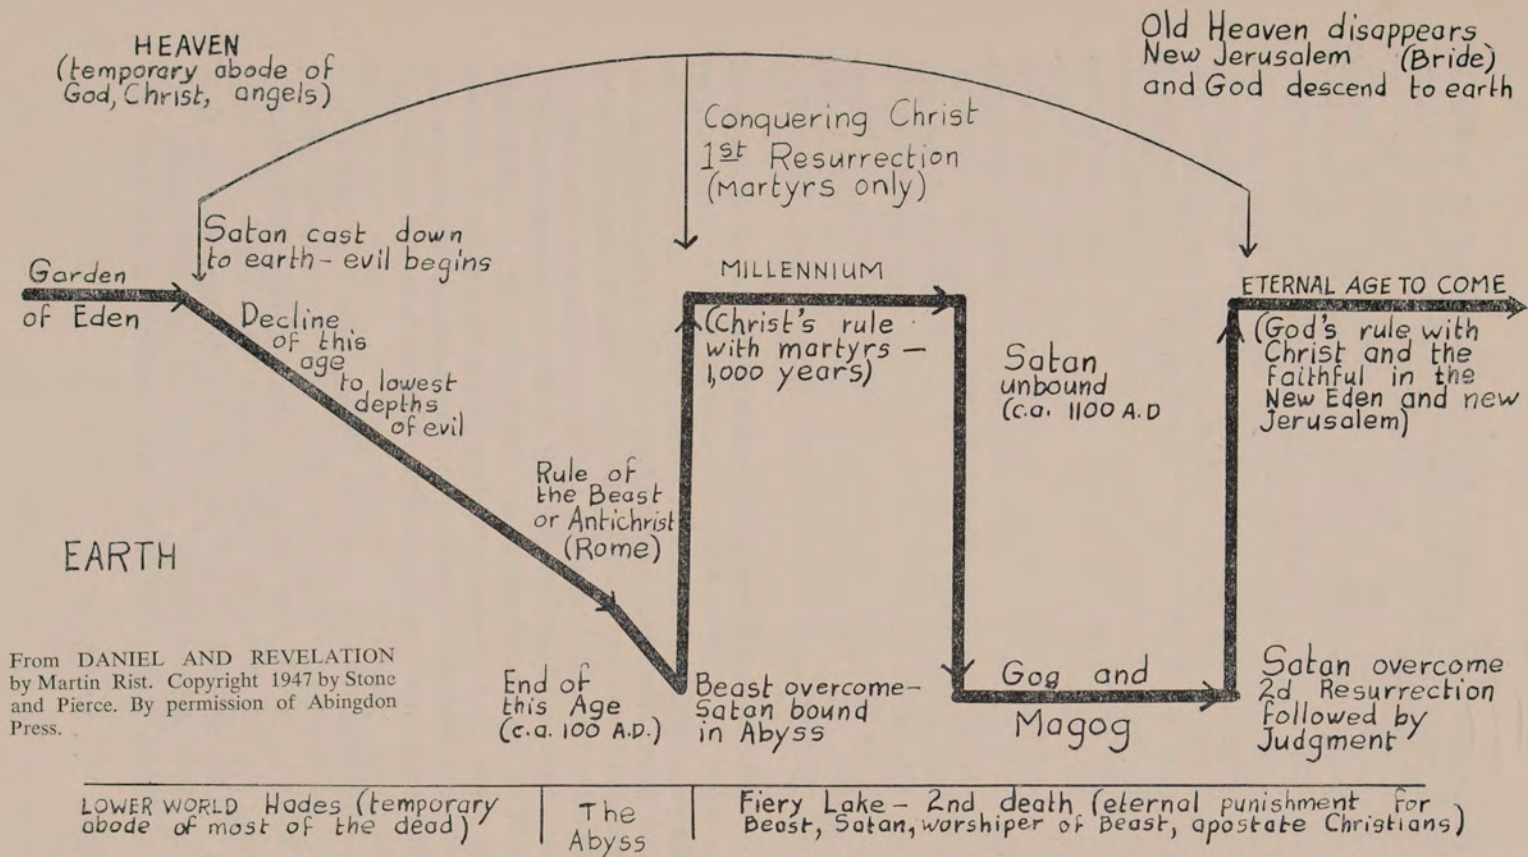 HEAVEN
(temporary abode of
God, Christ, angels)
Old Heaven disappears
New Jerusalem (Bride)
and God descend to earth
Conquering Christ
1st Resurrection
(Martyrs only)
Satan cast down
to earth - evil begins
Garden
of Eden
Decline
of this
age
to lowest
depths
of evil
MILLENNIUM
(Christ's rule
with martyrs —
1,000 years)
Satan
unbound
(c.a. 1100 A.D
ETERNAL AGE TO COME
(God's rule with
Christ and the
faithful in the
New Eden and new
Jerusalem)
Rule of
the Beast
or Antichrist
(Rome)
EARTH
From DANIEL AND REVELATION
by Martin Rist. Copyright 1947 by Stone
and Pierce. By permission of Abingdon
Press.
End of
this Age
(c.a. 100 A.D.)
Beast overcome-
Satan bound
in Abyss
Gog and
Magog
Satan overcome
2d Resurrection
followed by
Judgment
LOWER WORLD Hades (temporary
abode of most of the dead)
The
Abyss
Fiery Lake - 2nd death (eternal punishment for
Beast, Satan, worshiper of Beast, apostate Christians)